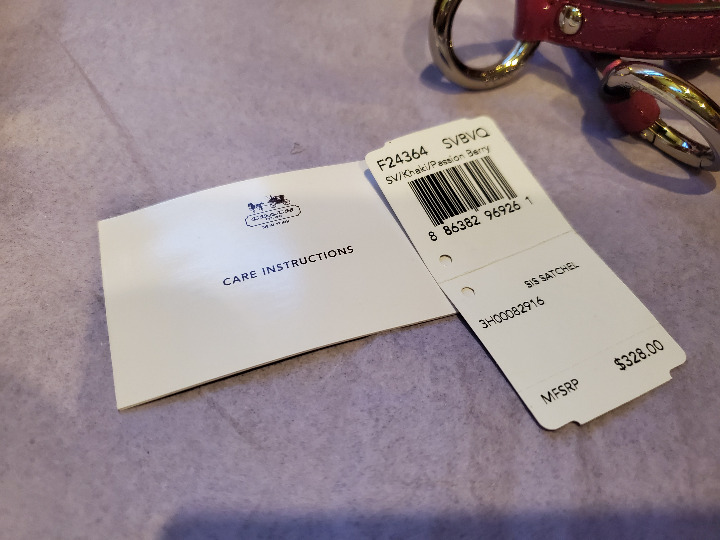 CARE INSTRUCTIONS
F24364 SVBVQ
SV/Khaki/Passion Berry
8 86382 96926 1
SIS SATCHEL
3H00082916
$328.00
MFSRP